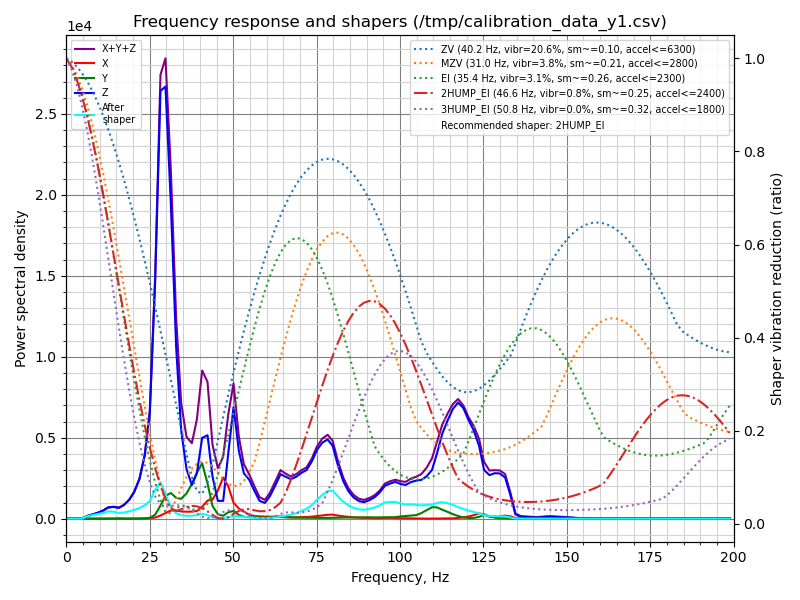 Frequency response and shapers (/tmp/calibration_data_y1.csv)
1e4
X+Y+Z
X
Y
Z
After
shaper
ZV (40.2 Hz, vibr=20.6%, sm~=0.10, accel<=6300)
MZV (31.0 Hz, vibr=3.8%, sm~=0.21, accel<=2800)
EI (35.4 Hz, vibr=3.1%, sm~=0.26, accel<=2300)
2HUMP_EI (46.6 Hz, vibr=0.8%, sm~=0.25, accel<=2400)
3HUMP_EI (50.8 Hz, vibr=0.0%, sm~=0.32, accel<=1800)
Recommended shaper: 2HUMP_EI
Power spectral density
2.5
2.0
1.5
1.0
0.5
0.0
1.0
0.8
0.6
0.4
0.2
0.0
Shaper vibration reduction (ratio)
0 25 50 75 100 125 150 175 200
Frequency, Hz